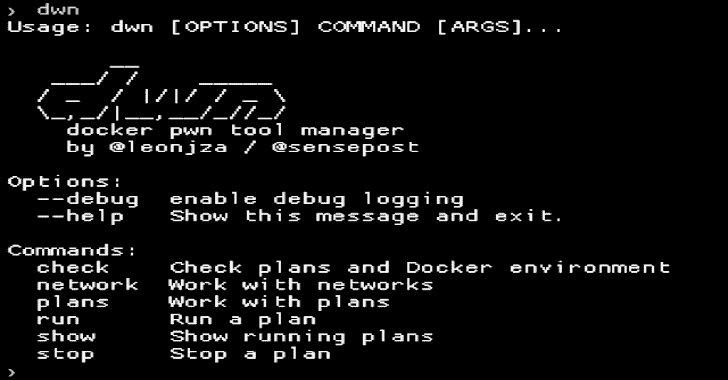 › dwn
Usage: dwn [OPTIONS] COMMAND [ARGS]...
dwn
docker pwn tool manager
by @leonjza / @sensepost
Options:
--debug enable debug logging
--help Show this message and exit.
Commands:
check Check plans and Docker environment
network Work with networks
plans Work with plans
run Run a plan
show Show running plans
stop Stop a plan
›